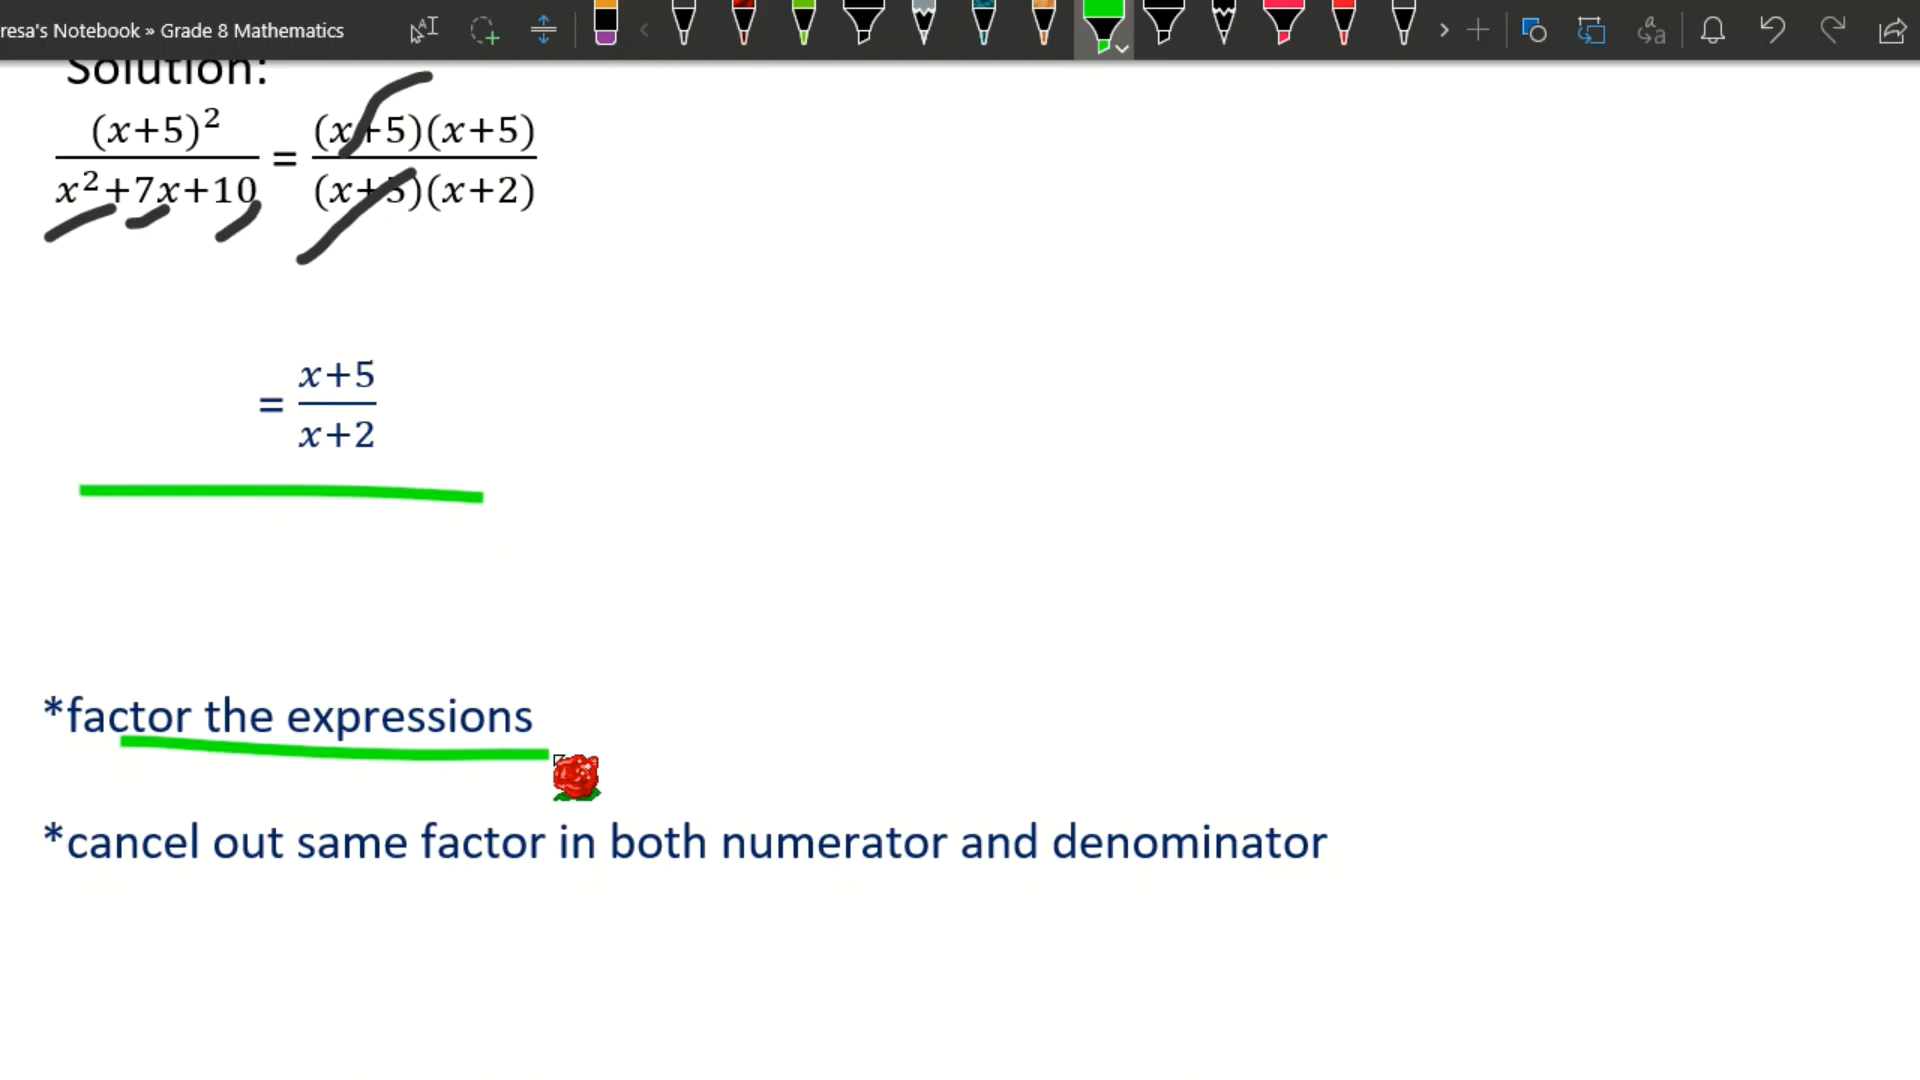 resa's Notebook » Grade 8 Mathematics
Solution:
(x+5)²/x²+7x+10 = (x+5)(x+5)/(x+5)(x+2)
= x+5/x+2
*factor the expressions
*cancel out same factor in both numerator and denominator